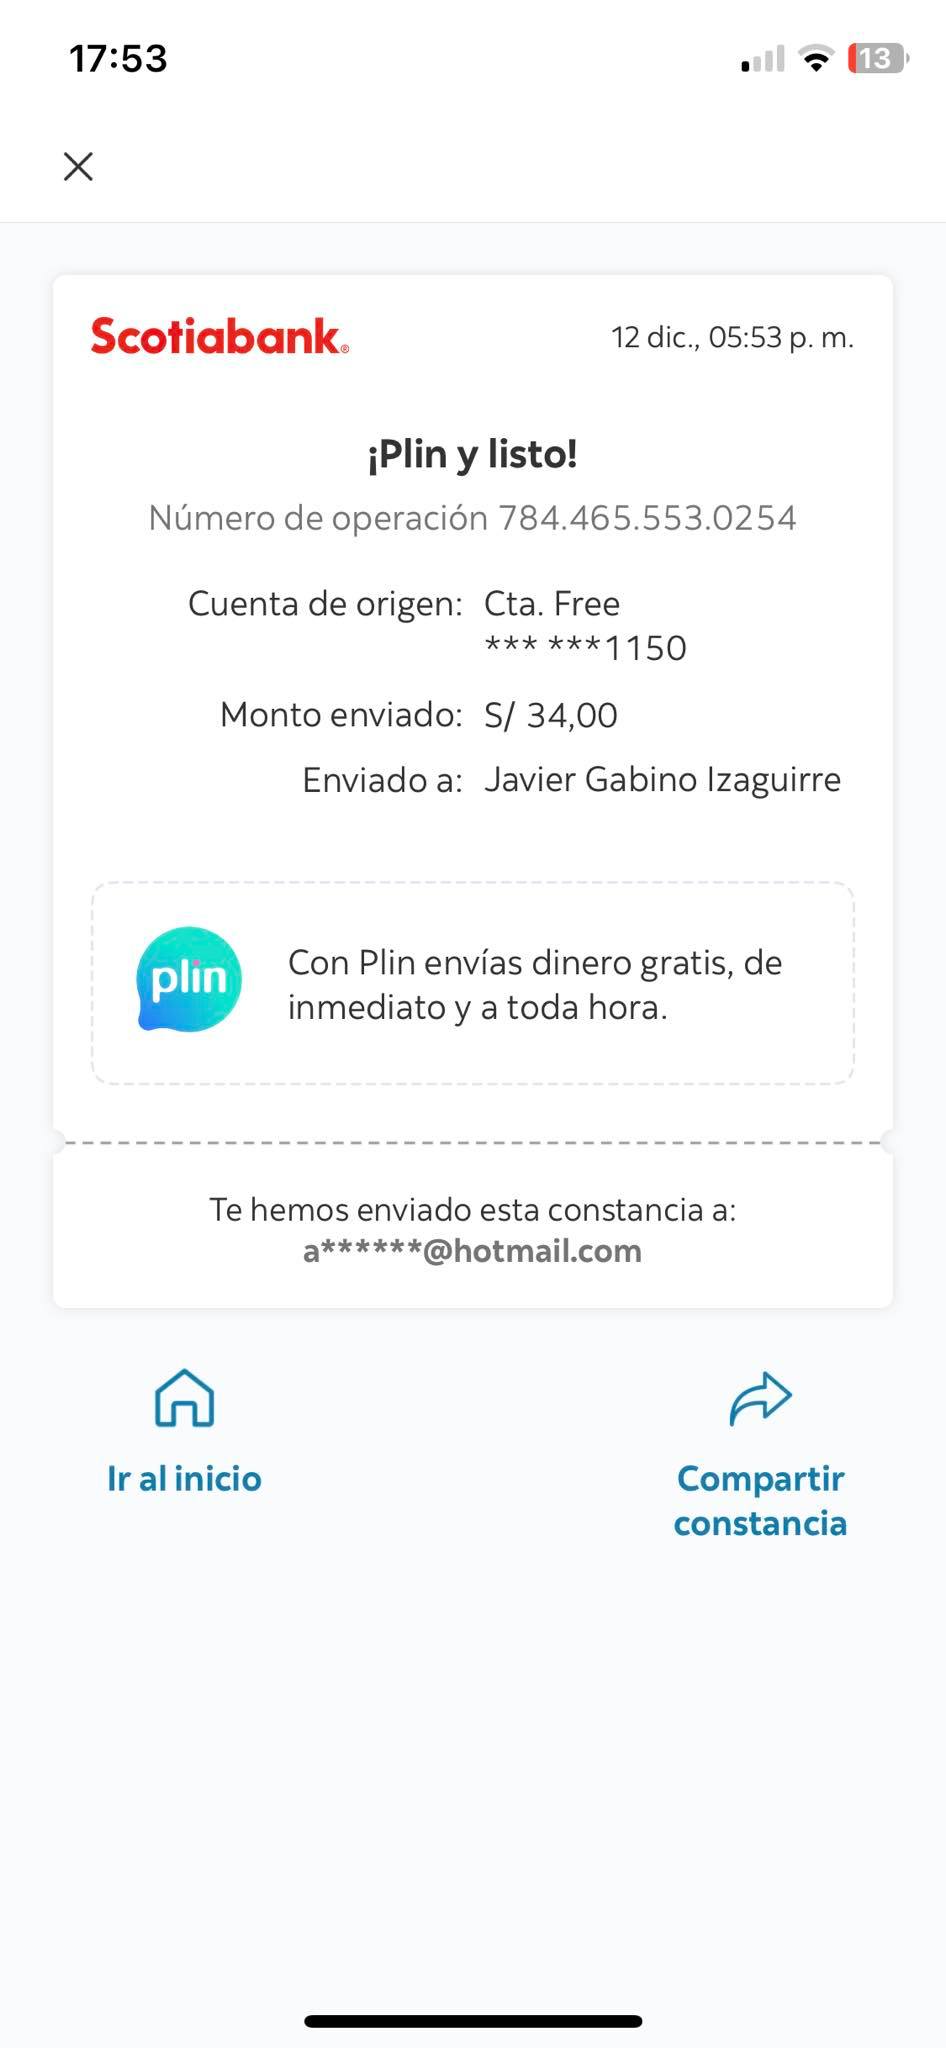 17:53
13
Scotiabank®
12 dic., 05:53 p. m.
¡Plin y listo!
Número de operación 784.465.553.0254
Cuenta de origen: Cta. Free
*** ***1150
Monto enviado: S/ 34,00
Enviado a: Javier Gabino Izaguirre
plin
Con Plin envías dinero gratis, de
inmediato y a toda hora.
Te hemos enviado esta constancia a:
a******@hotmail.com
Ir al inicio
Compartir
constancia